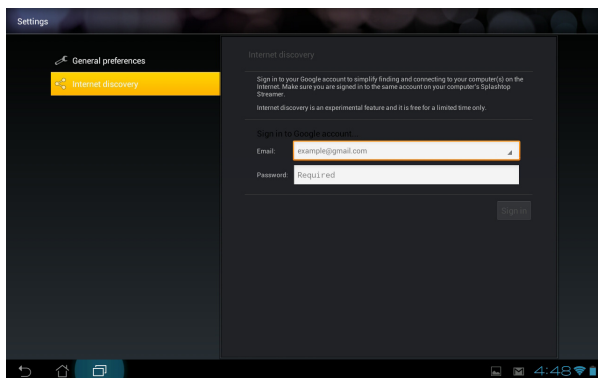 Settings
General preferences
Internet discovery
Internet discovery
Sign in to your Google account to simplify finding and connecting to your computer(s) on the
Internet. Make sure you are signed in to the same account on your computer's Splashtop
Streamer.
Internet discovery is an experimental feature and it is free for a limited time only.
Sign in to Google account...
Email: example@gmail.com
Password: Required
Sign in
4:48